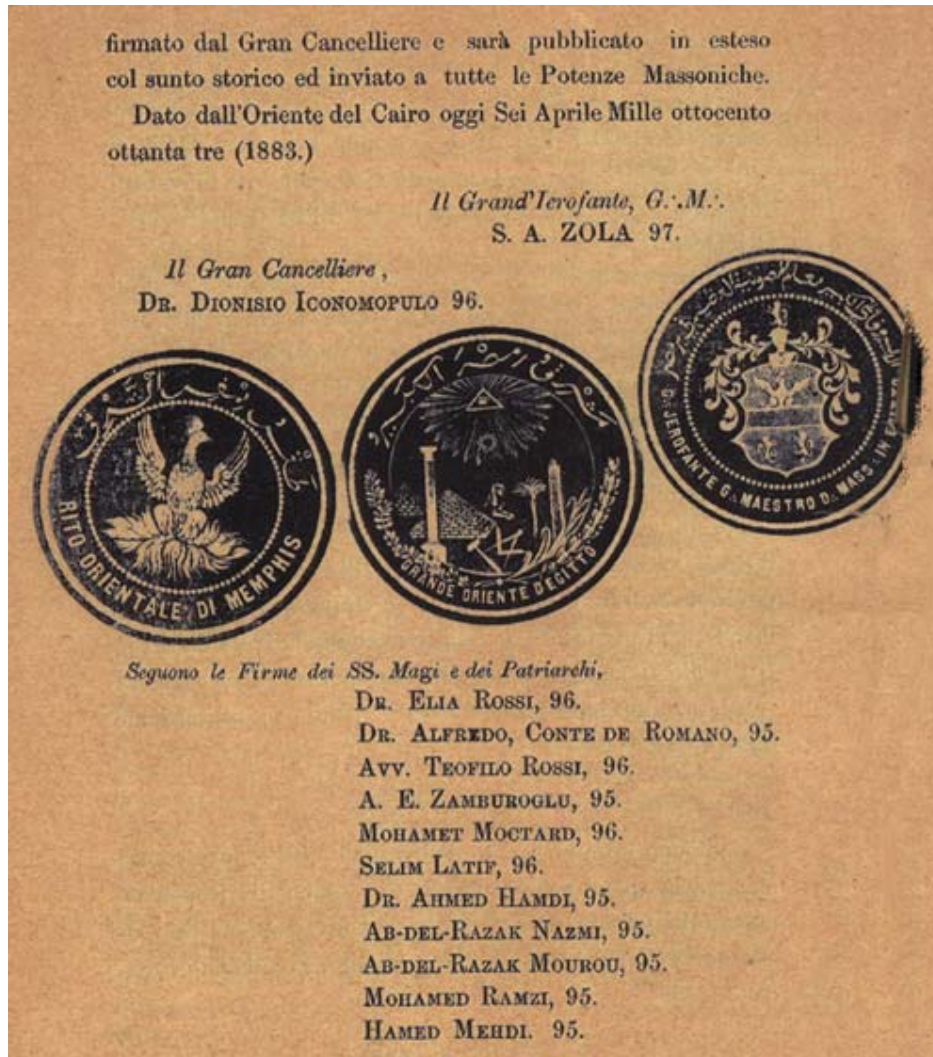 firmato dal Gran Cancelliere e sarà pubblicato in esteso
col sunto storico ed inviato a tutte le Potenze Massoniche.
Dato dall'Oriente del Cairo oggi Sei Aprile Mille ottocento
ottanta tre (1883.)
Il Grand'Ierofante, G∴M∴
S. A. ZOLA 97.
Il Gran Cancelliere,
DR. DIONISIO ICONOMOPULO 96.
RITO ORIENTALE DI MEMPHIS
GRANDE ORIENTE D'EGITTO
G. JEROFANTE G. MAESTRO D. MASS. IN
Seguono le Firme dei SS. Magi e dei Patriarchi,
DR. ELIA ROSSI, 96.
DR. ALFREDO, CONTE DE ROMANO, 95.
AVV. TEOFILO ROSSI, 96.
A. E. ZAMBUROGLU, 95.
MOHAMET MOCTARD, 96.
SELIM LATIF, 96.
DR. AHMED HAMDI, 95.
AB-DEL-RAZAK NAZMI, 95.
AB-DEL-RAZAK MOUROU, 95.
MOHAMED RAMZI, 95.
HAMED MEHDI. 95.